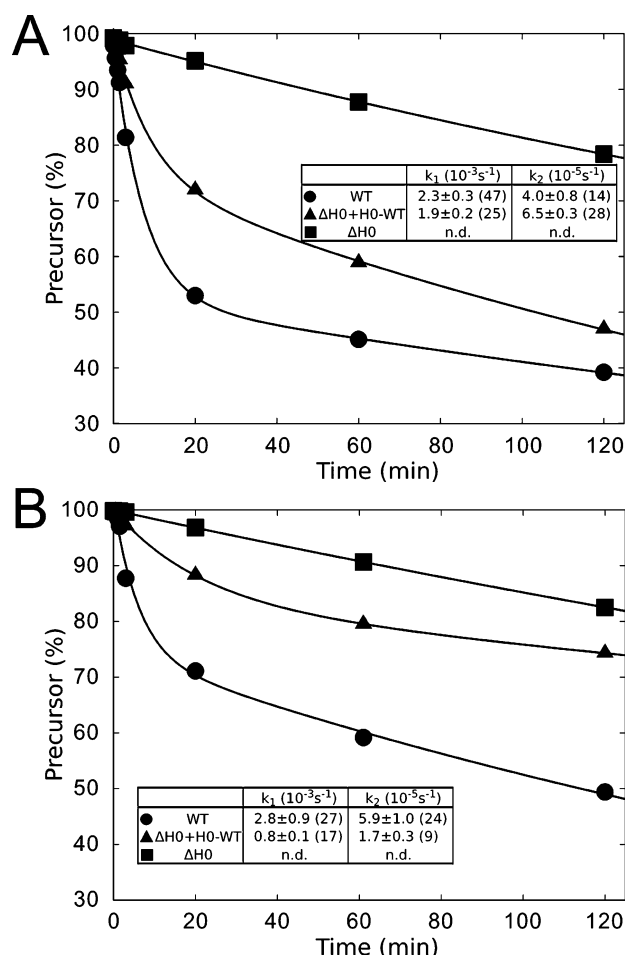 A
100
90
80
70
60
50
40
30
Precursor (%)
k1 (10-3s-1) k2 (10-5s-1)
WT 2.3±0.3 (47) 4.0±0.8 (14)
ΔH0+H0-WT 1.9±0.2 (25) 6.5±0.3 (28)
ΔH0 n.d. n.d.
0 20 40 60 80 100 120
Time (min)
B
100
90
80
70
60
50
40
30
Precursor (%)
k1 (10-3s-1) k2 (10-5s-1)
WT 2.8±0.9 (27) 5.9±1.0 (24)
ΔH0+H0-WT 0.8±0.1 (17) 1.7±0.3 (9)
ΔH0 n.d. n.d.
0 20 40 60 80 100 120
Time (min)